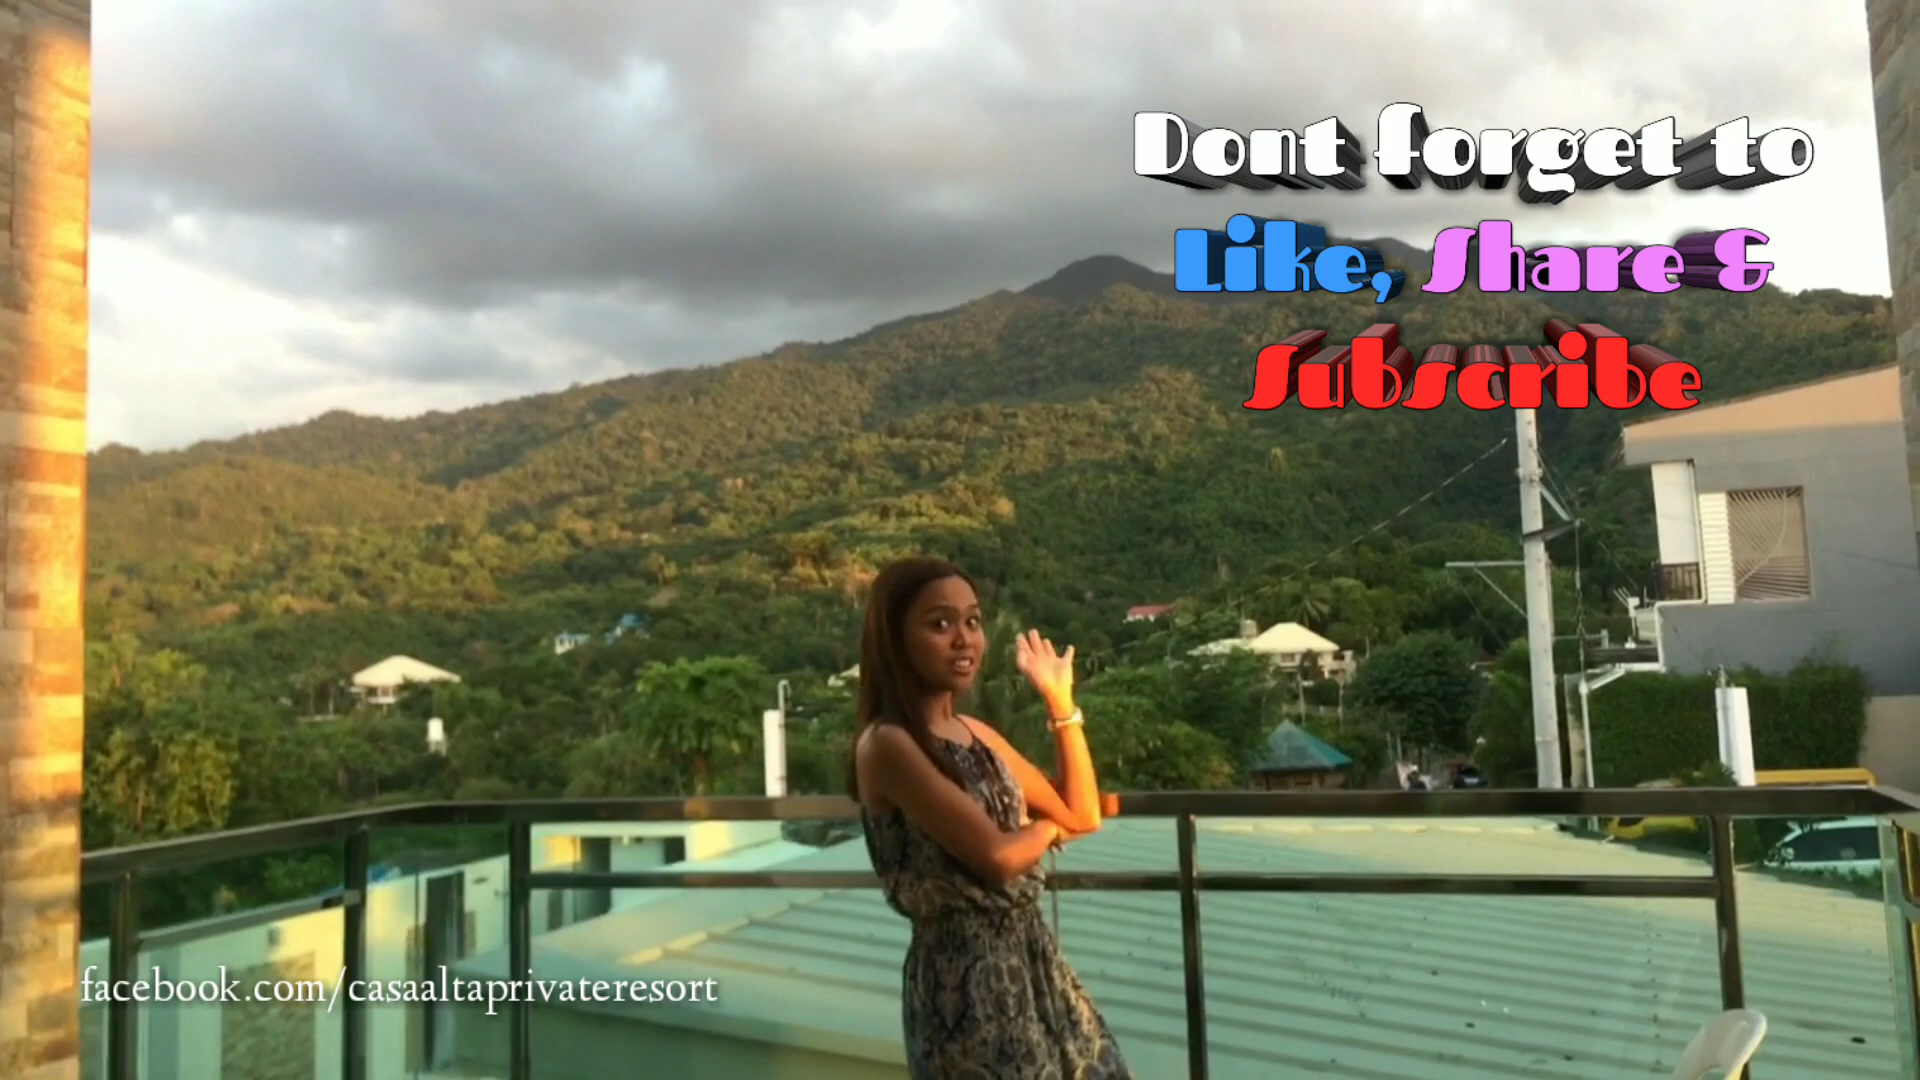 Dont forget to
Like, Share &
Subscribe
facebook.com/casaaltaprivateresort